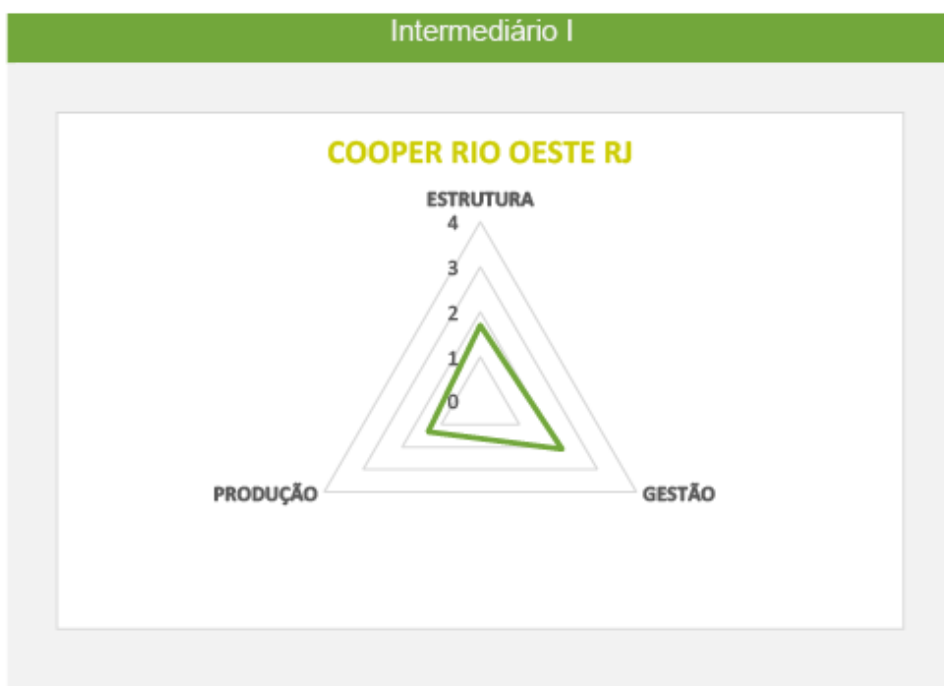 Intermediário I
COOPER RIO OESTE RJ
ESTRUTURA
4
3
2
1
0
PRODUÇÃO
GESTÃO